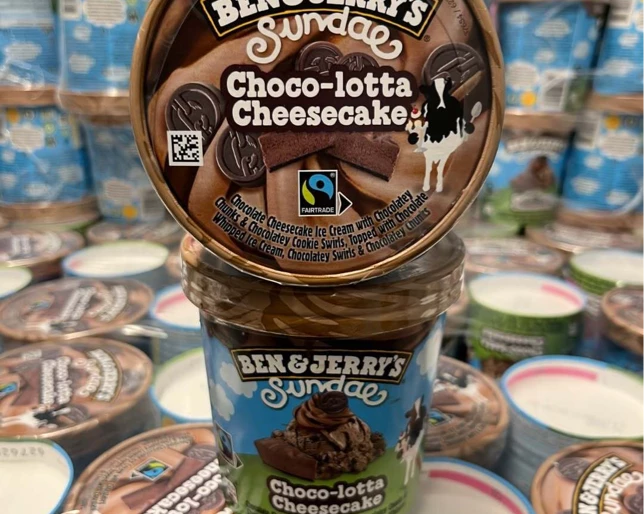 BEN & JERRY'S
Sundae
Choco-lotta
Cheesecake
FAIRTRADE
Chocolate Cheesecake Ice Cream with Chocolatey
Chunks & Chocolatey Cookie Swirls, Topped with Chocolate
Whipped Ice Cream, Chocolatey Swirls & Chocolatey Chunks
BEN & JERRY'S
Sundae
Choco-lotta
Cheesecake